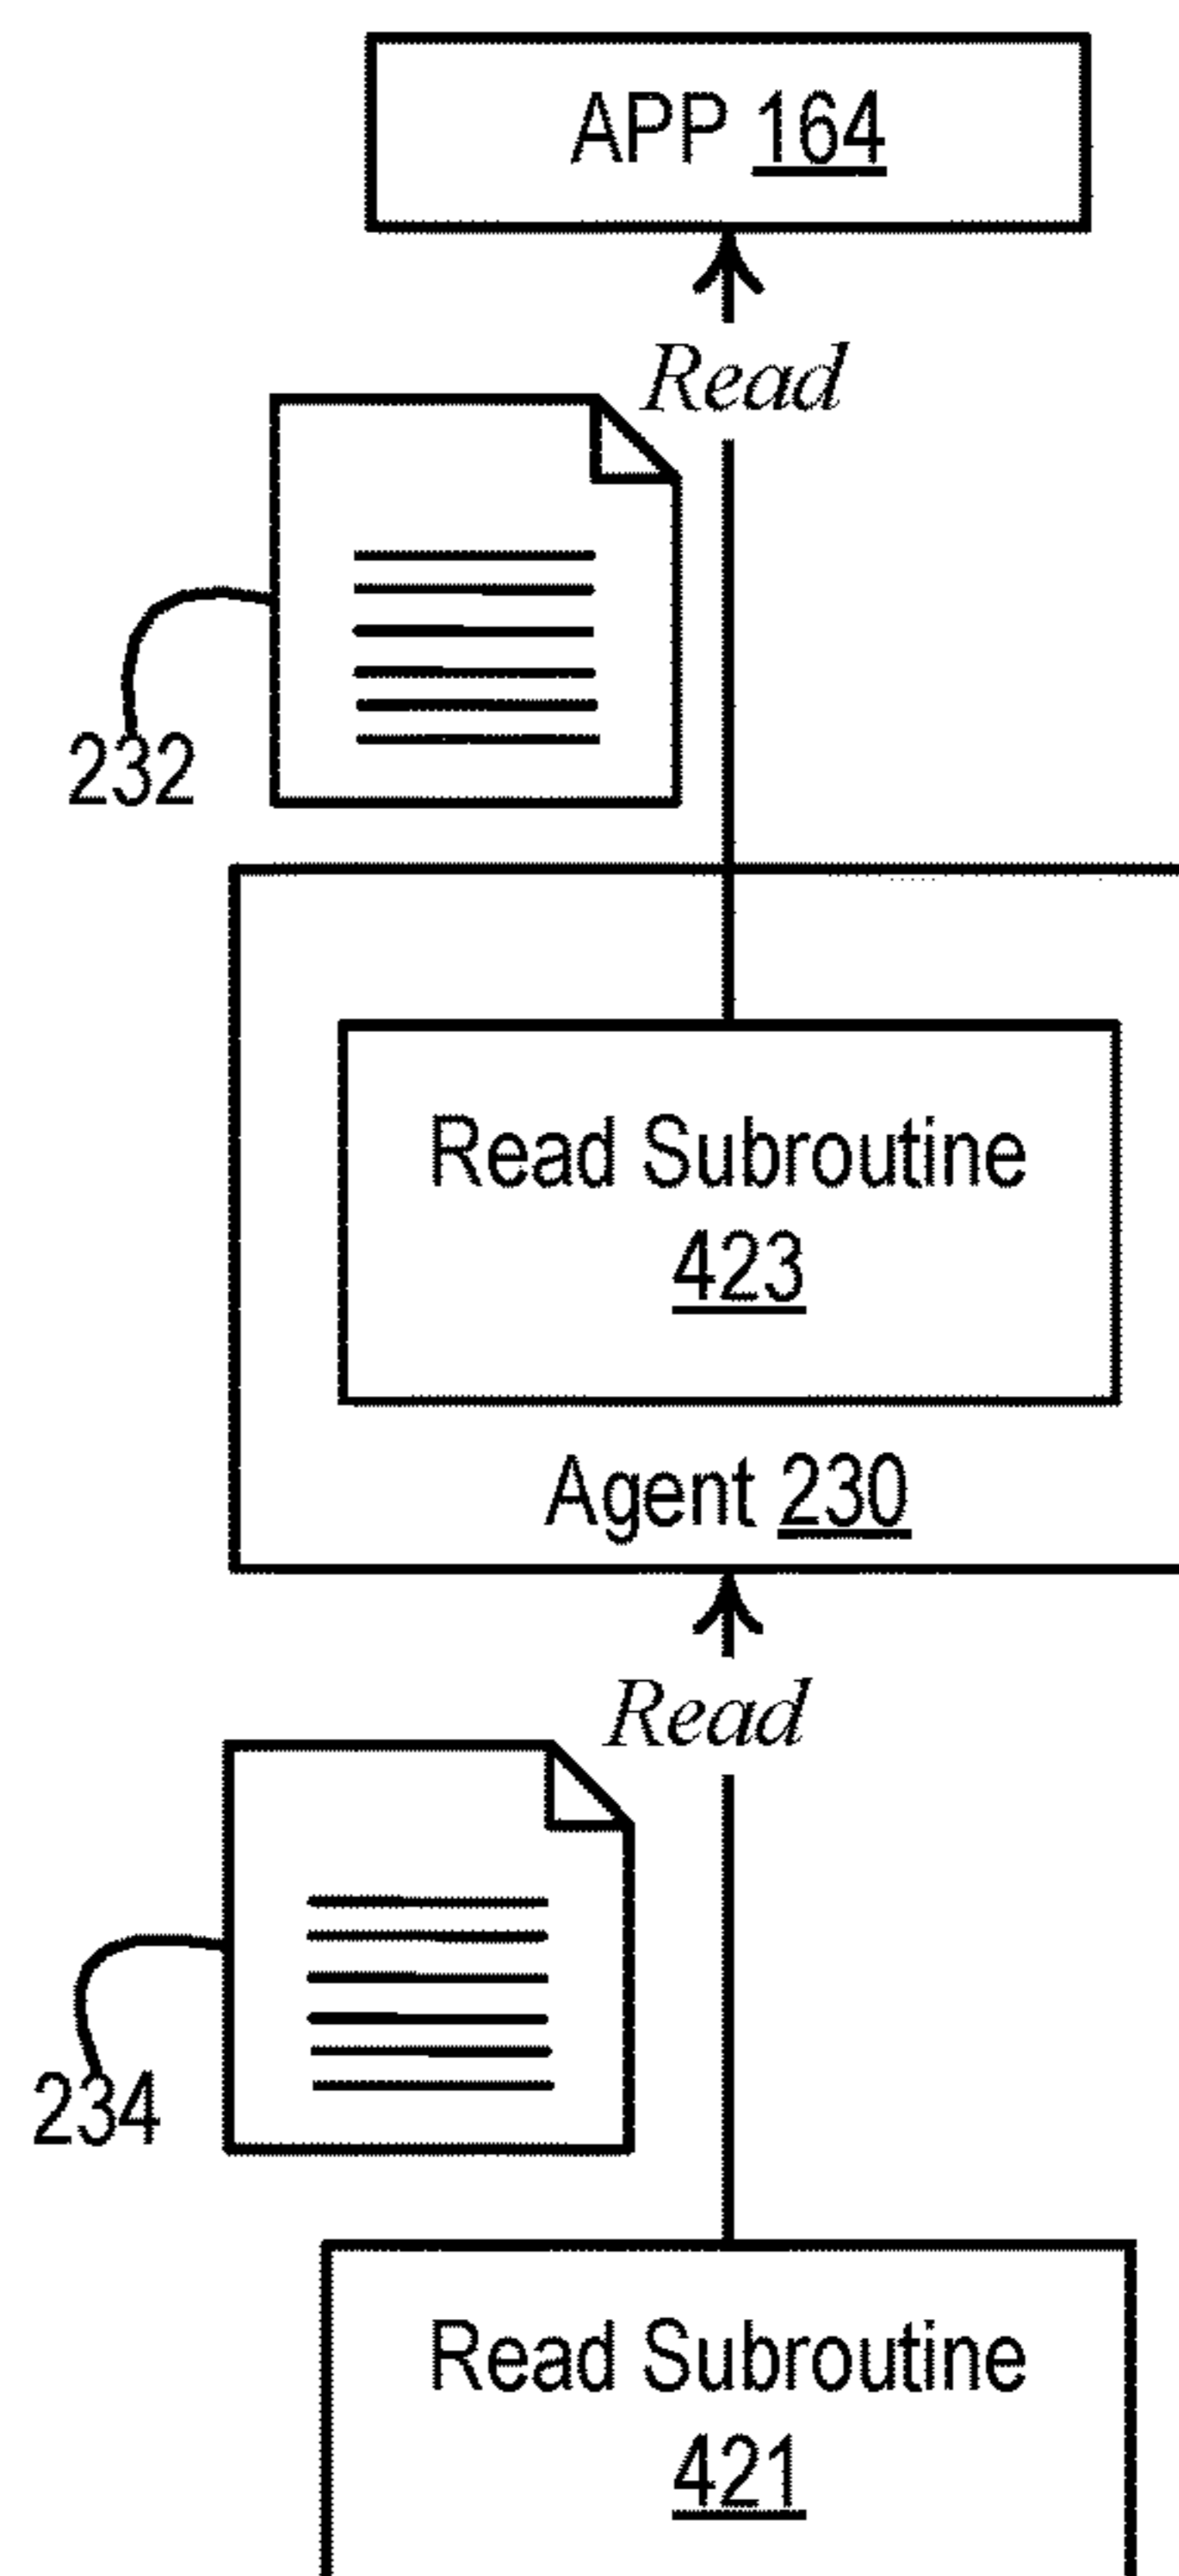 APP 164
Read
232
Read Subroutine
423
Agent 230
Read
234
Read Subroutine
421